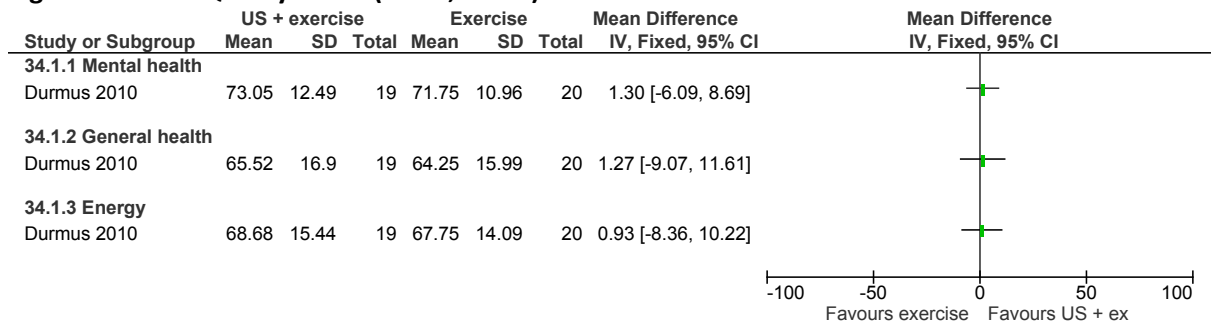 US + exercise Exercise Mean Difference Mean Difference
Study or Subgroup Mean SD Total Mean SD Total IV, Fixed, 95% CI IV, Fixed, 95% CI
34.1.1 Mental health
Durmus 2010 73.05 12.49 19 71.75 10.96 20 1.30 [-6.09, 8.69]
34.1.2 General health
Durmus 2010 65.52 16.9 19 64.25 15.99 20 1.27 [-9.07, 11.61]
34.1.3 Energy
Durmus 2010 68.68 15.44 19 67.75 14.09 20 0.93 [-8.36, 10.22]
-100 -50 0 50 100
Favours exercise Favours US + ex